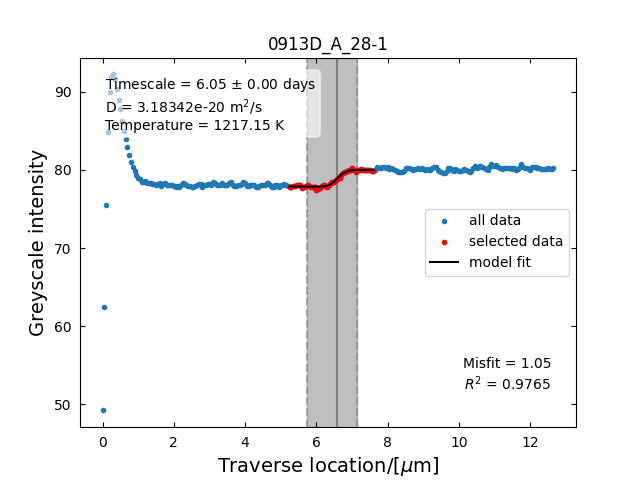 0913D_A_28-1
Timescale = 6.05 ± 0.00 days
D = 3.18342e-20 m²/s
Temperature = 1217.15 K
90
80
70
60
50
Greyscale intensity
all data
selected data
model fit
Misfit = 1.05
R² = 0.9765
0 2 4 6 8 10 12
Traverse location/[μm]